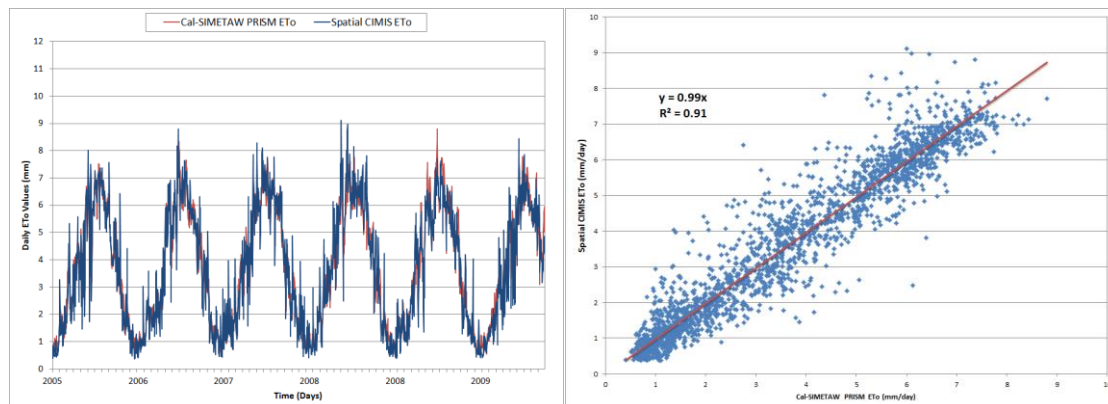 Cal-SIMETAW PRISM ETo Spatial CIMIS ETo
12
11
10
9
8
7
6
5
4
3
2
1
0
Daily ETo Values (mm)
2005 2006 2007 2008 2008 2009
Time (Days)
10
9
8
7
6
5
4
3
2
1
0
Spatial CIMIS ETo (mm/day)
y = 0.99x
R² = 0.91
0 1 2 3 4 5 6 7 8 9 10
Cal-SIMETAW PRISM ETo (mm/day)